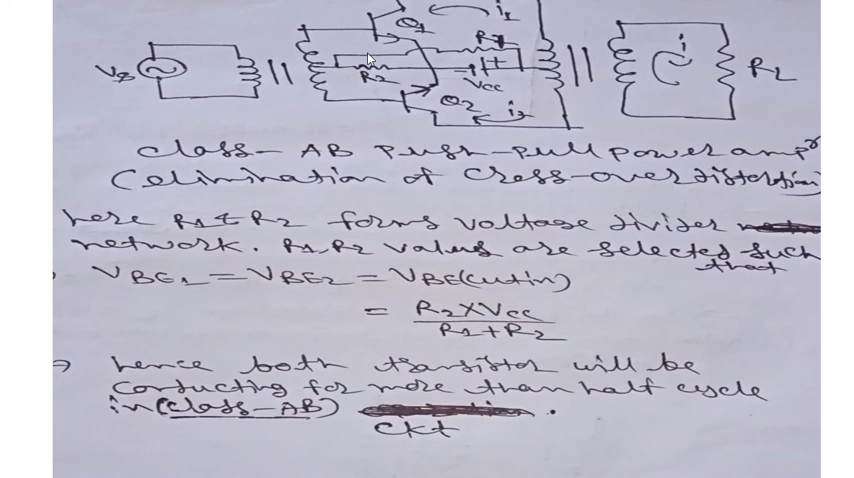 Q1 i1
R1
Vs R2 Vcc RL i
Q2 i2
Class-AB Push-Pull power ampr
(elimination of Cross-over distortion)
here R1 & R2 forms voltage divider
network. R1, R2 values are selected such
that
VBE1 = VBE2 = VBE(cutin)
= R2 X Vcc
R1 + R2
hence both transistor will be
conducting for more than half cycle
in (class-AB) .
ckt